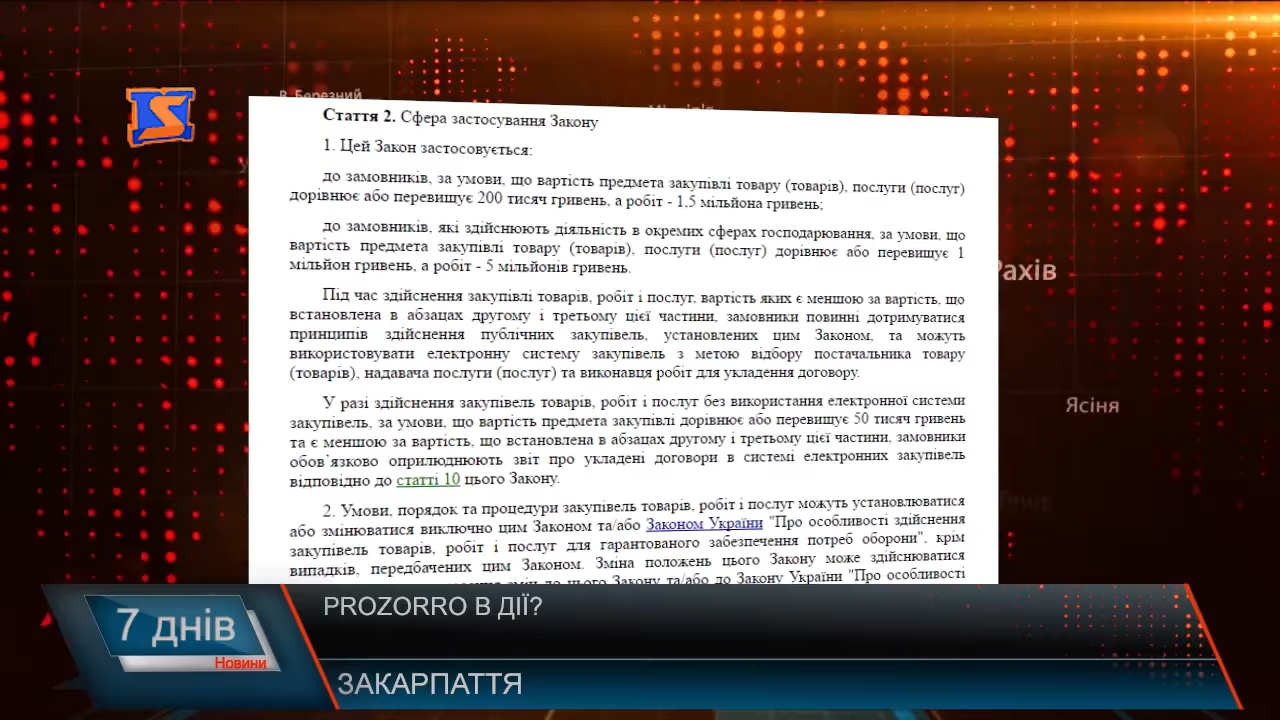 В. Березний
Стаття 2. Сфера застосування Закону
1. Цей Закон застосовується:
до замовників, за умови, що вартість предмета закупівлі товару (товарів), послуги (послуг)
дорівнює або перевищує 200 тисяч гривень, а робіт - 1,5 мільйона гривень;
до замовників, які здійснюють діяльність в окремих сферах господарювання, за умови, що
вартість предмета закупівлі товару (товарів), послуги (послуг) дорівнює або перевищує 1
мільйон гривень, а робіт - 5 мільйонів гривень.
Рахів
Під час здійснення закупівлі товарів, робіт і послуг, вартість яких є меншою за вартість, що
встановлена в абзацах другому і третьому цієї частини, замовники повинні дотримуватися
принципів здійснення публічних закупівель, установлених цим Законом, та можуть
використовувати електронну систему закупівель з метою відбору постачальника товару
(товарів), надавача послуги (послуг) та виконавця робіт для укладення договору.
Ясіня
У разі здійснення закупівель товарів, робіт і послуг без використання електронної системи
закупівель, за умови, що вартість предмета закупівлі дорівнює або перевищує 50 тисяч гривень
та є меншою за вартість, що встановлена в абзацах другому і третьому цієї частини, замовники
обов'язково оприлюднюють звіт про укладені договори в системі електронних закупівель
відповідно до статті 10 цього Закону.
2. Умови, порядок та процедури закупівель товарів, робіт і послуг можуть установлюватися
або змінюватися виключно цим Законом та/або Законом України "Про особливості здійснення
закупівель товарів, робіт і послуг для гарантованого забезпечення потреб оборони", крім
випадків, передбачених цим Законом. Зміна положень цього Закону може здійснюватися
змін до цього Закону та/або до Закону України "Про особливості
7 днів
Новини
PROZORRO В ДІЇ?
ЗАКАРПАТТЯ